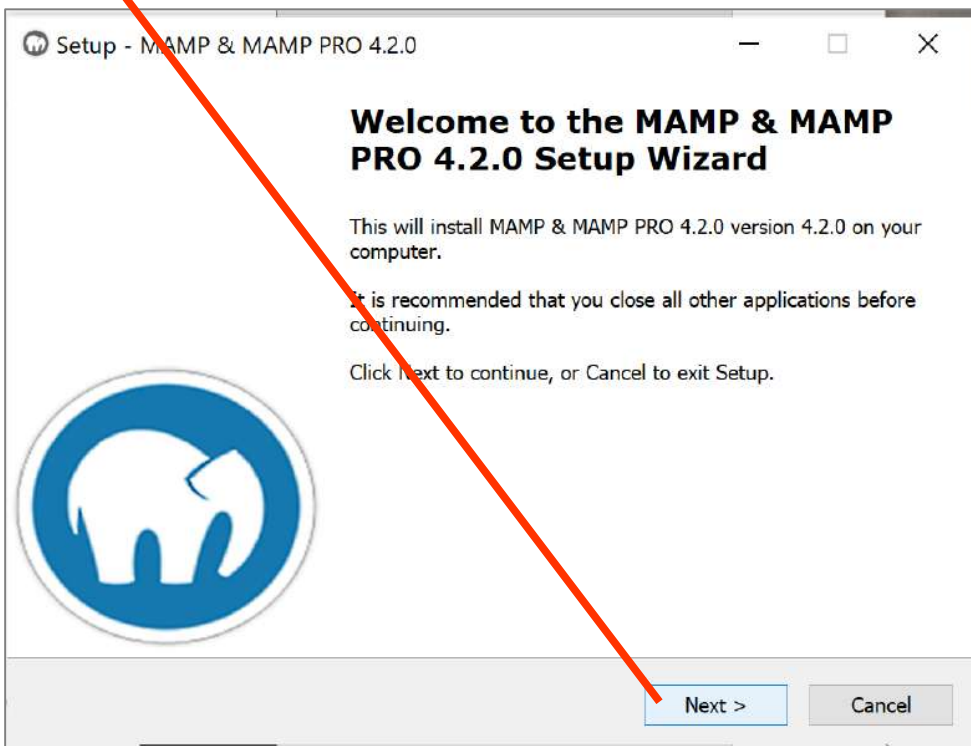 Setup - MAMP & MAMP PRO 4.2.0
Welcome to the MAMP & MAMP
PRO 4.2.0 Setup Wizard
This will install MAMP & MAMP PRO 4.2.0 version 4.2.0 on your
computer.
It is recommended that you close all other applications before
continuing.
Click Next to continue, or Cancel to exit Setup.
Next >
Cancel